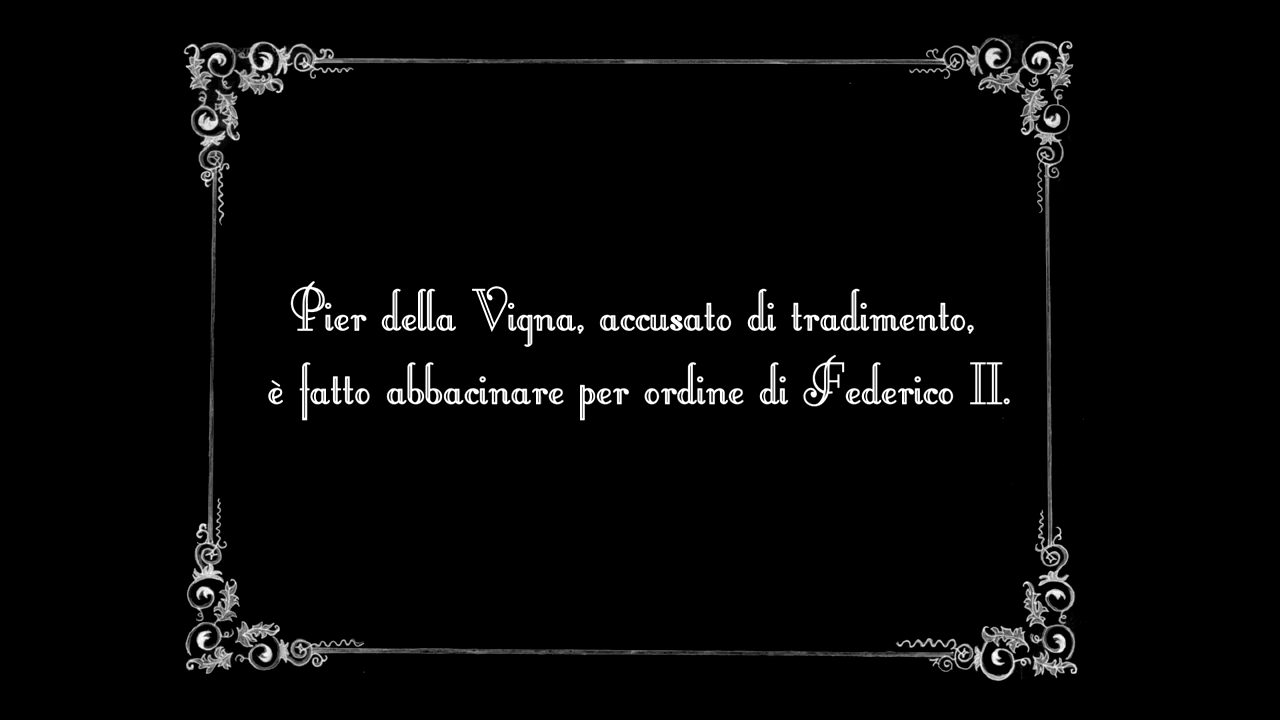 Pier della Vigna, accusato di tradimento,
è fatto abbacinare per ordine di Federico II.